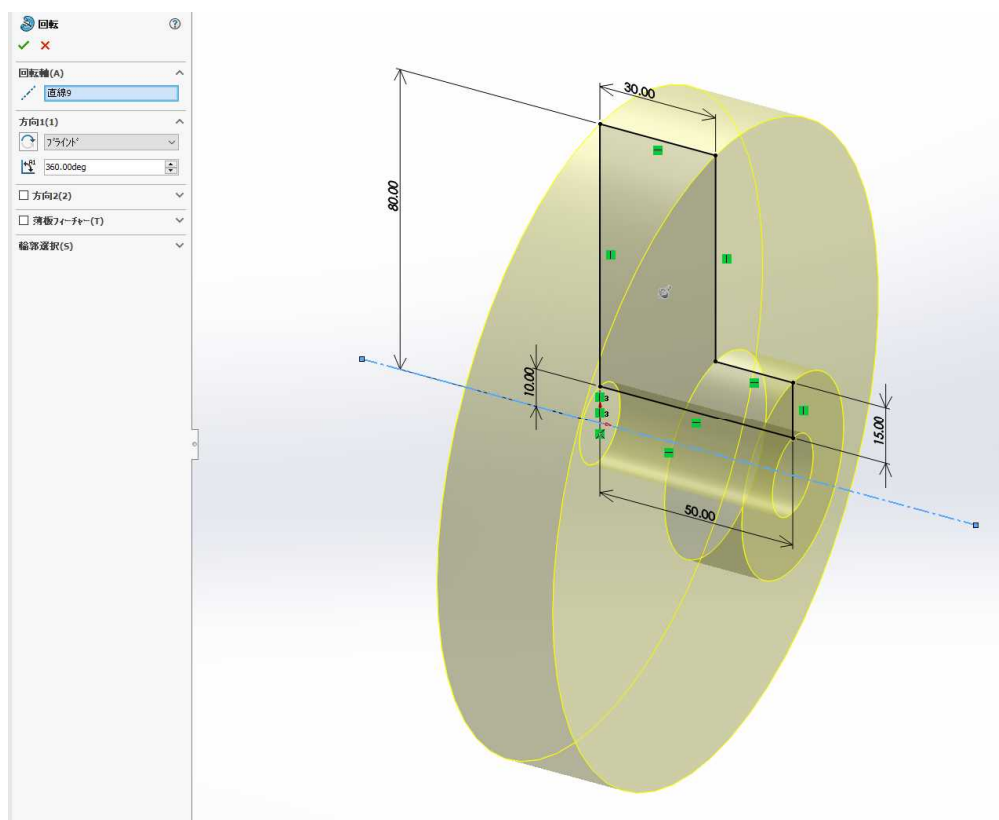 回転
回転軸(A)
直線9
方向1(1)
ﾌﾞﾗｲﾝﾄﾞ
360.00deg
方向2(2)
薄板ﾌｨｰﾁｬｰ(T)
輪郭選択(S)
30.00
80.00
10.00
3
3
15.00
50.00